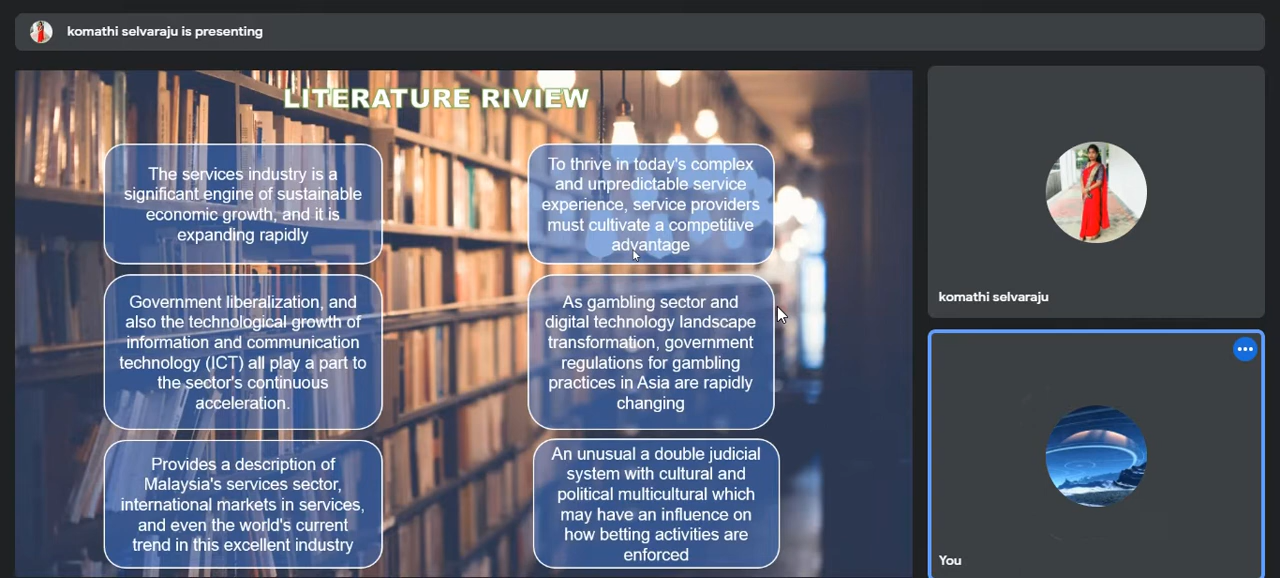 komathi selvaraju is presenting
LITERATURE RIVIEW
The services industry is a
significant engine of sustainable
economic growth, and it is
expanding rapidly
Government liberalization, and
also the technological growth of
information and communication
technology (ICT) all play a part to
the sector's continuous
acceleration.
Provides a description of
Malaysia's services sector,
international markets in services,
and even the world's current
trend in this excellent industry
To thrive in today's complex
and unpredictable service
experience, service providers
must cultivate a competitive
advantage
As gambling sector and
digital technology landscape
transformation, government
regulations for gambling
practices in Asia are rapidly
changing
An unusual a double judicial
system with cultural and
political multicultural which
may have an influence on
how betting activities are
enforced
komathi selvaraju
You